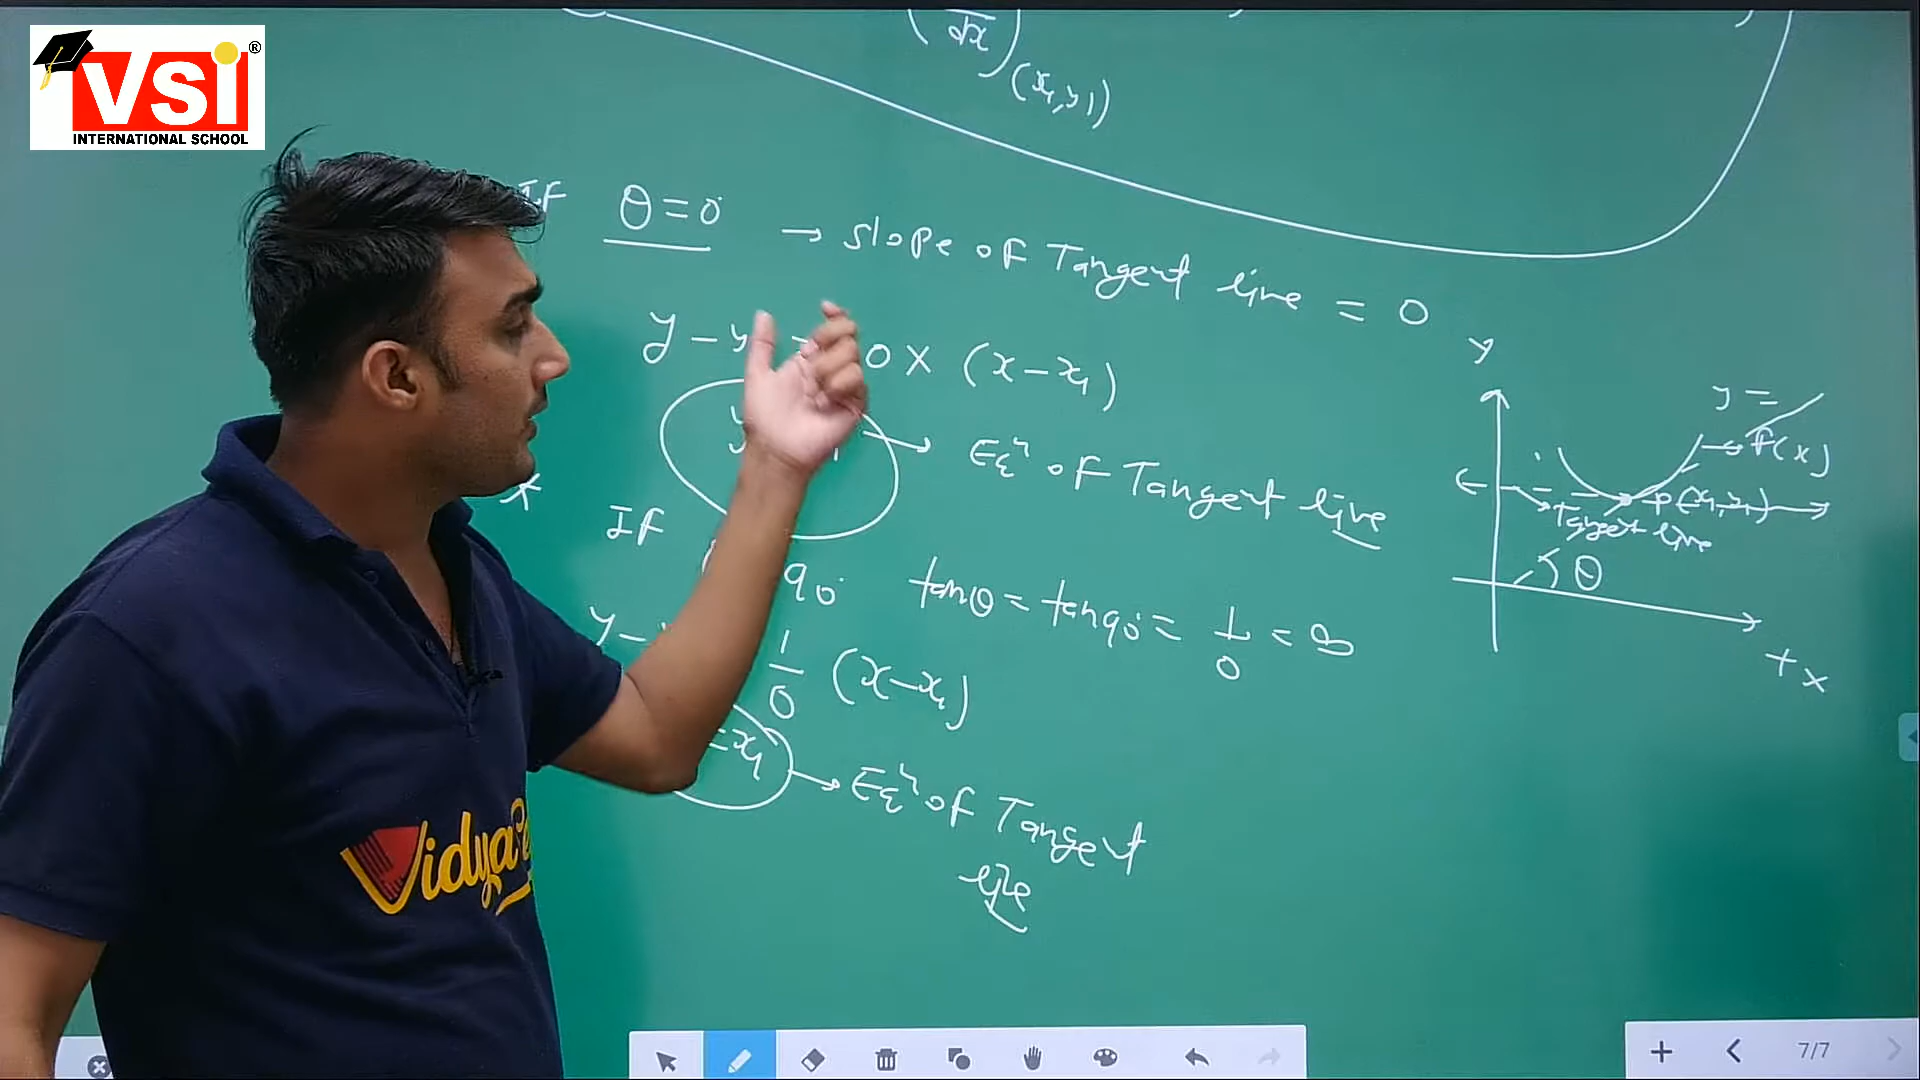 VSI®
INTERNATIONAL SCHOOL
dx
(x₁, y1)
IF θ = 0° → slope of Tangent line = 0
y – y = 0 × (x – x₁)
→ Eqⁿ of Tangent line
*
IF 90° tanθ = tan90° = 1/0 = ∞
y – 1/0 (x – x₁)
= x₁ → Eqⁿ of Tangent
line
y
y =
→ f(x)
P(x₁, y₁)
Tangent line
θ
+x
Vidya
7/7